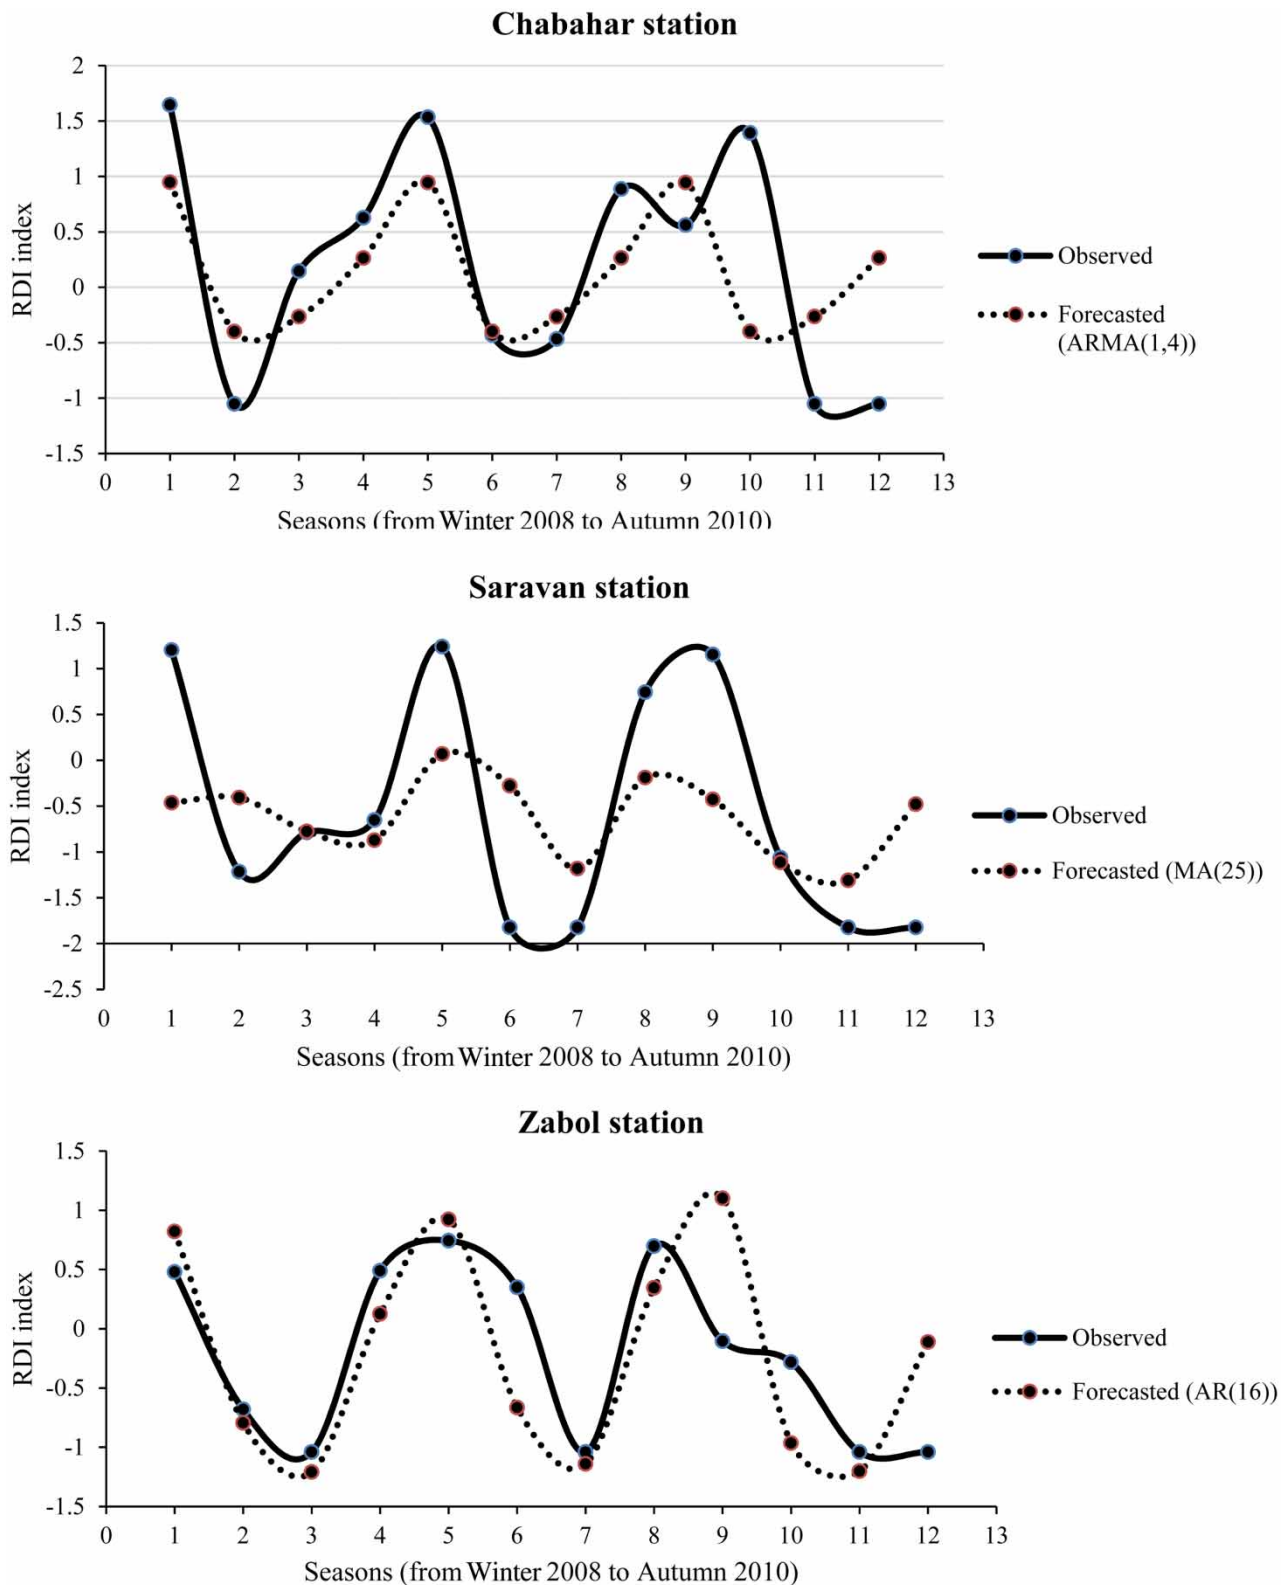 Chabahar station
2
1.5
1
0.5
0
-0.5
-1
-1.5
RDI index
0 1 2 3 4 5 6 7 8 9 10 11 12 13
Seasons (from Winter 2008 to Autumn 2010)
Observed
Forecasted
(ARMA(1,4))
Saravan station
1.5
1
0.5
0
-0.5
-1
-1.5
-2
-2.5
RDI index
0 1 2 3 4 5 6 7 8 9 10 11 12 13
Seasons (from Winter 2008 to Autumn 2010)
Observed
Forecasted (MA(25))
Zabol station
1.5
1
0.5
0
-0.5
-1
-1.5
RDI index
0 1 2 3 4 5 6 7 8 9 10 11 12 13
Seasons (from Winter 2008 to Autumn 2010)
Observed
Forecasted (AR(16))